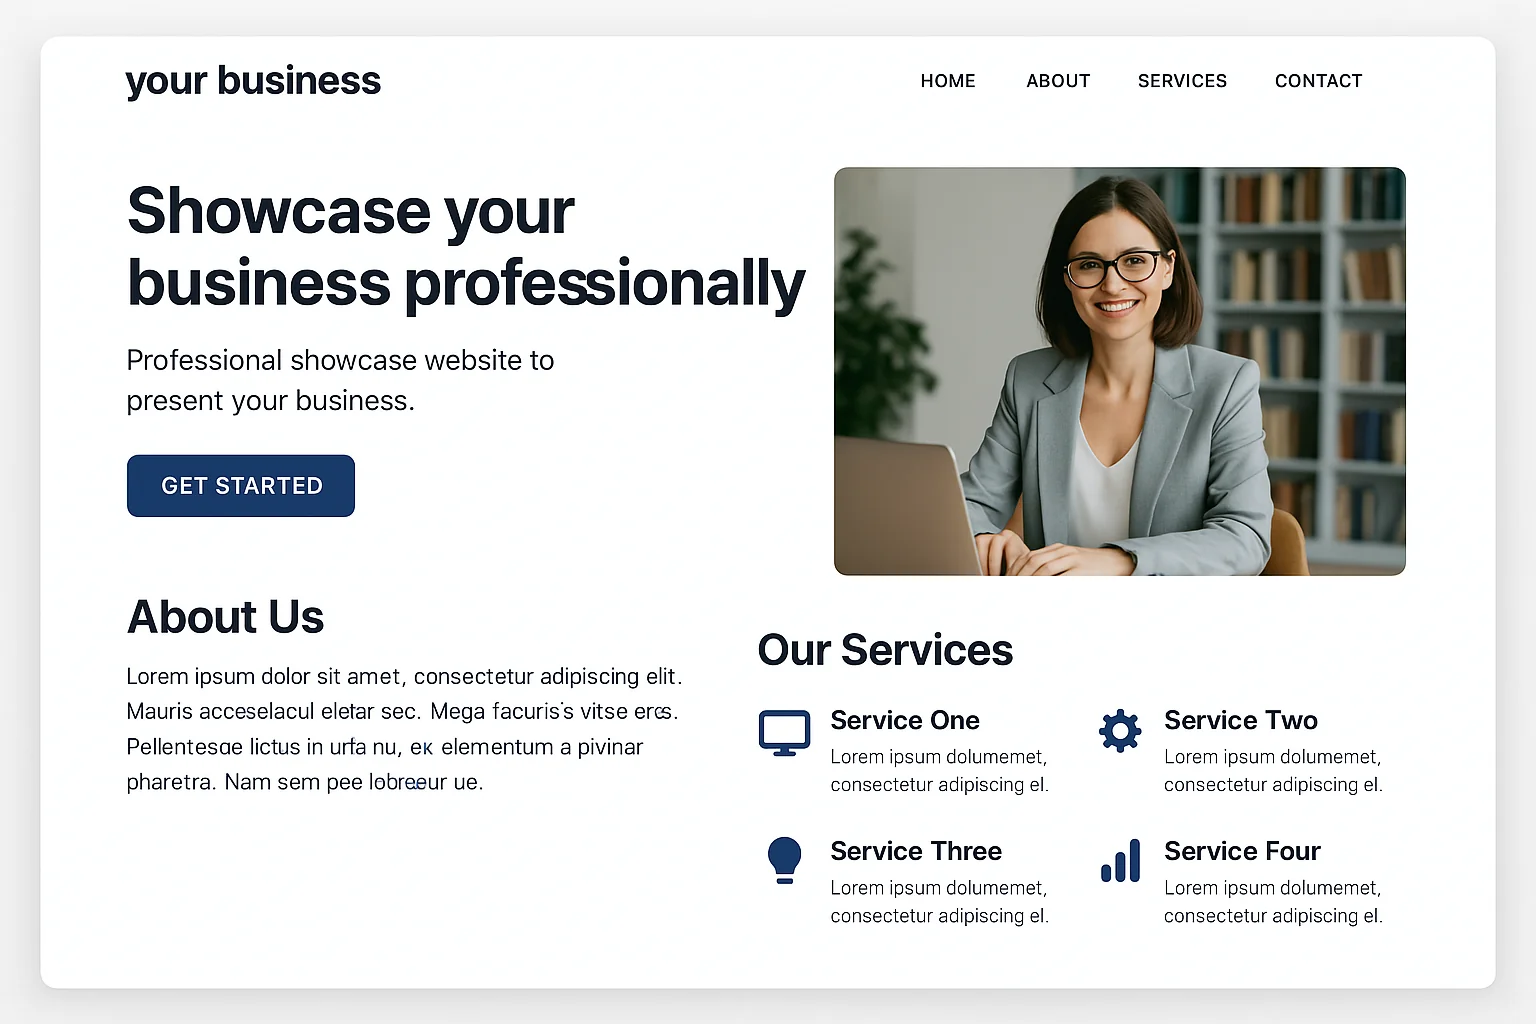 your business
HOME ABOUT SERVICES CONTACT
Showcase your
business professionally
Professional showcase website to
present your business.
GET STARTED
About Us
Lorem ipsum dolor sit amet, consectetur adipiscing elit.
Mauris acceselacul eletar sec. Mega facuris's vitse
Pellentesae lictus in urfa nu, elementum a pivinar
pharetra. Nam sem pee ue.
Our Services
Service One
Lorem ipsum dolumemet,
consectetur adipiscing el.
Service Two
Lorem ipsum dolumemet,
consectetur adipiscing el.
Service Three
Lorem ipsum dolumemet,
consectetur adipiscing el.
Service Four
Lorem ipsum dolumemet,
consectetur adipiscing el.